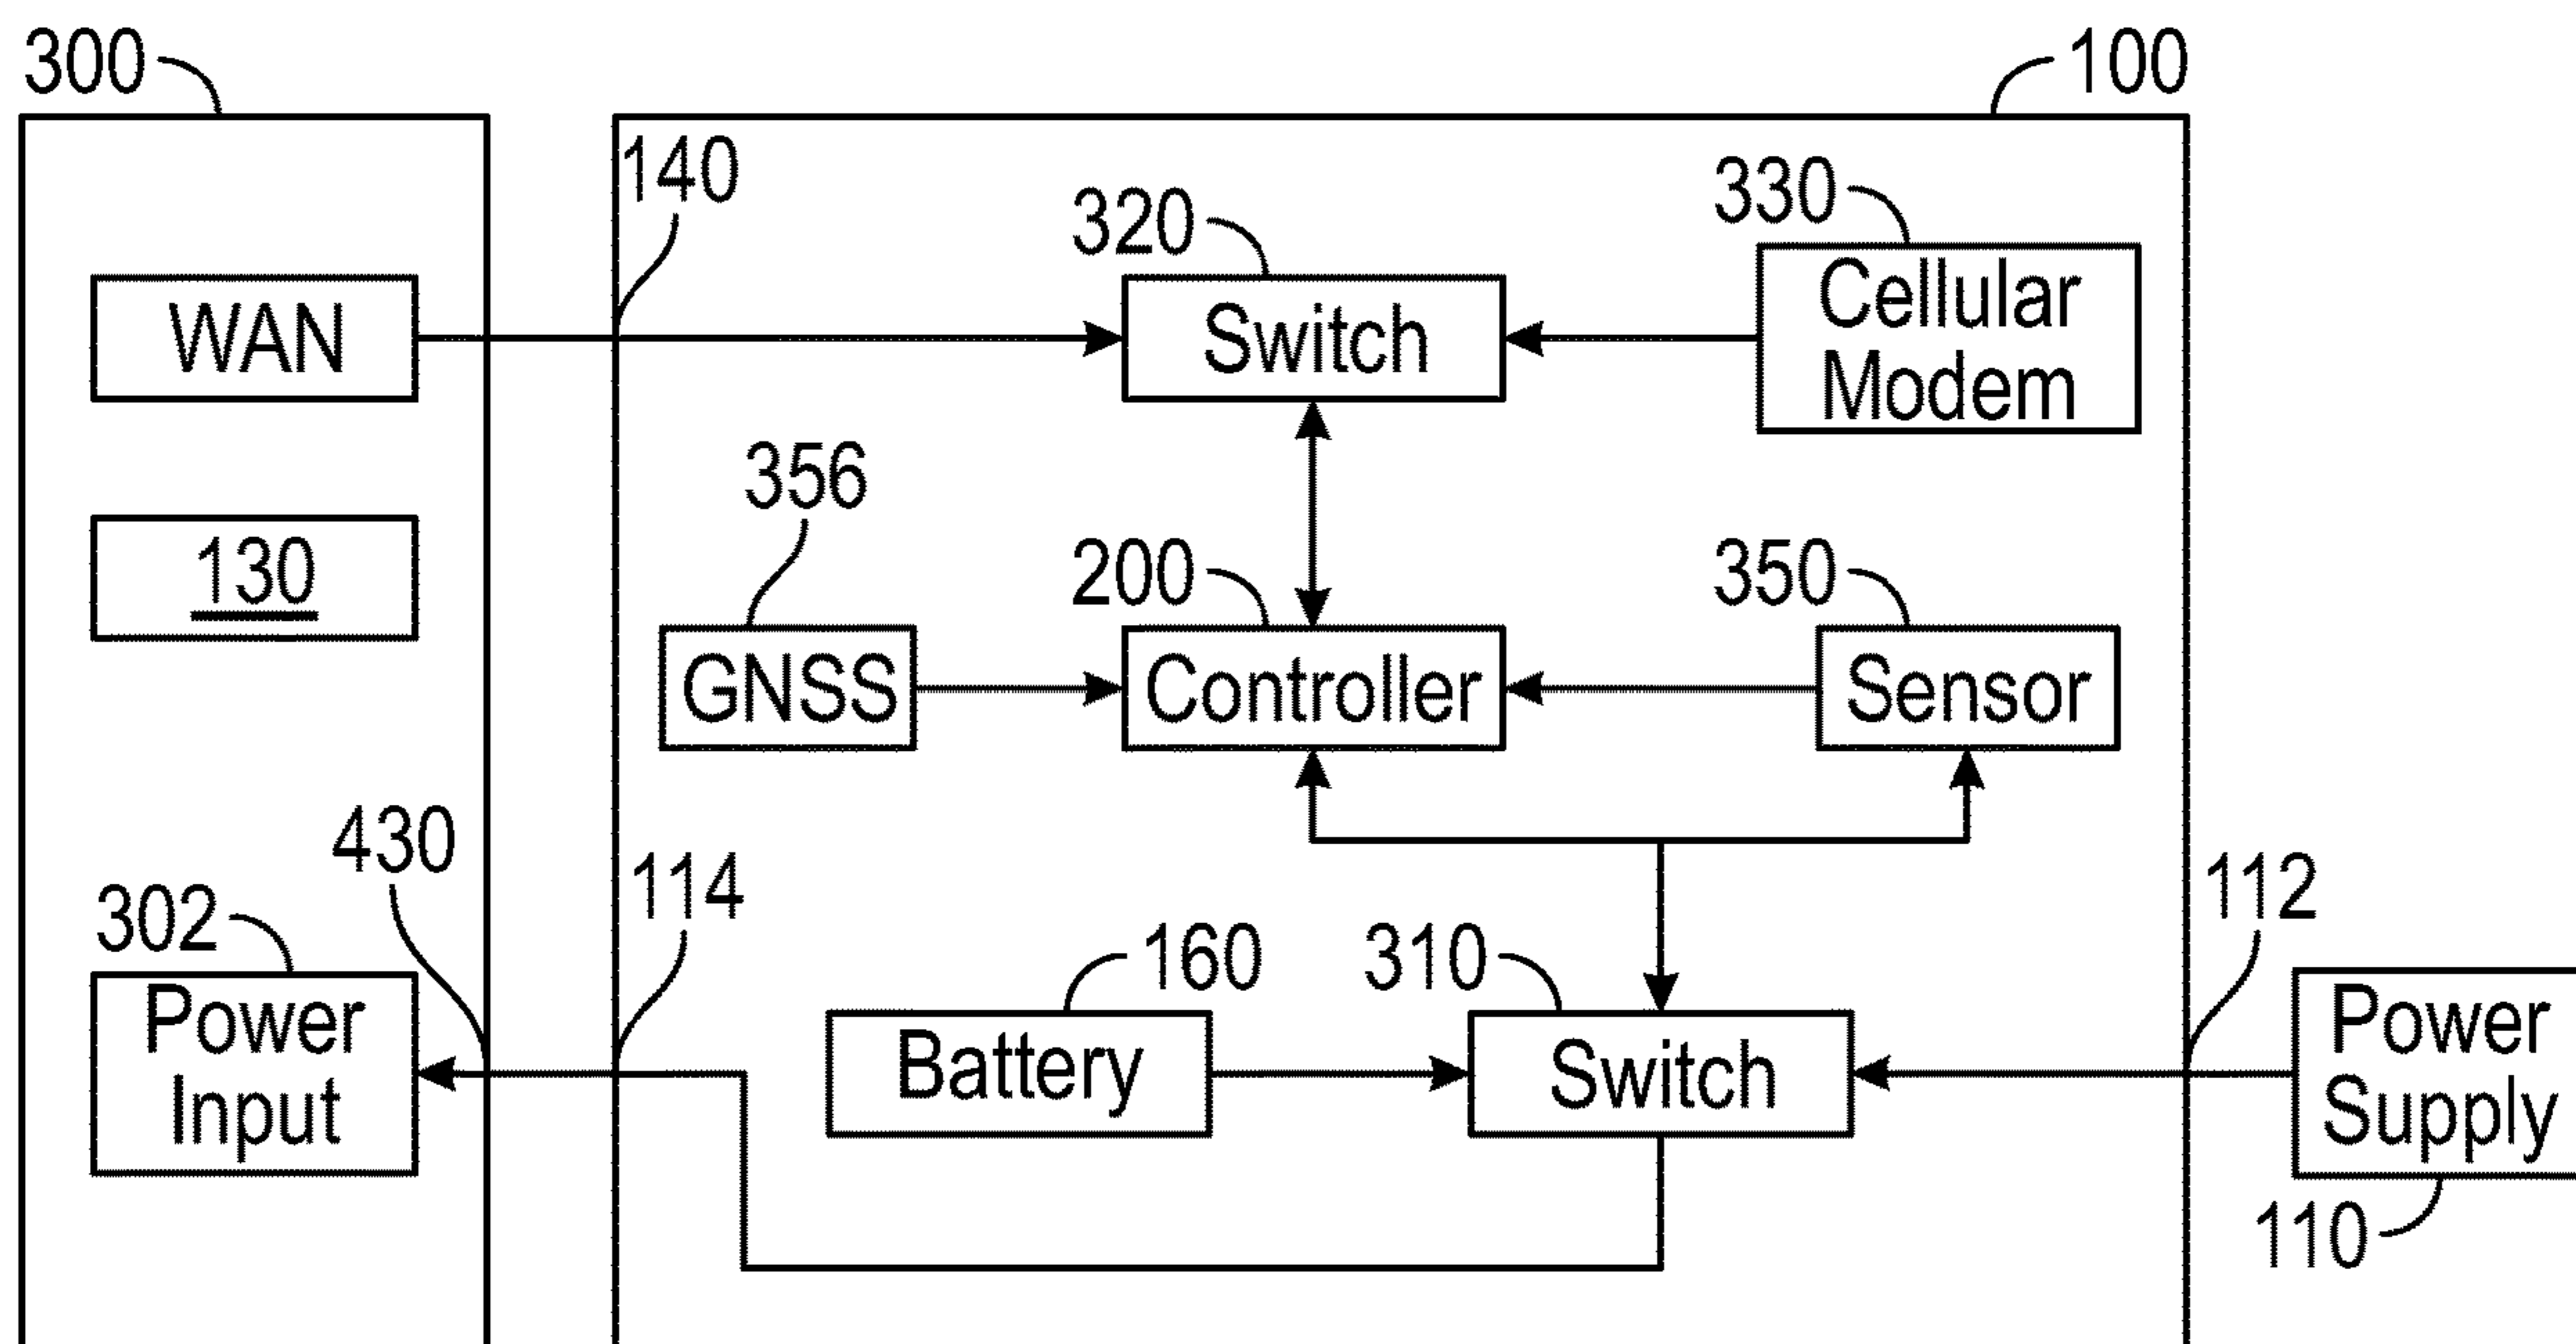 300
100
140
320
330
WAN
Switch
Cellular
Modem
356
130
200
350
GNSS
Controller
Sensor
430
302
114
160
310
112
Power
Input
Battery
Switch
Power
Supply
110